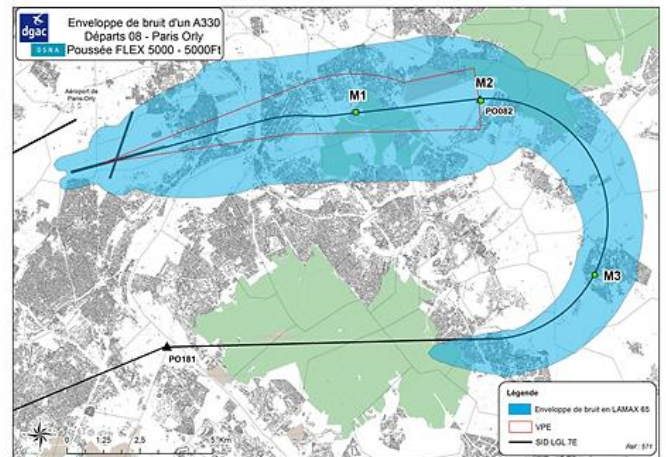 dgac
DSNA
Enveloppe de bruit d'un A330
Départs 08 - Paris Orly
Poussée FLEX 5000 - 5000Ft
Aéroport de
Paris-Orly
M1
M2
PO082
M3
PO181
Légende
Enveloppe de bruit en LAMAX 65
VPE
SID LGL 7E
0 1,25 2,5 5 Km
Ref : 571